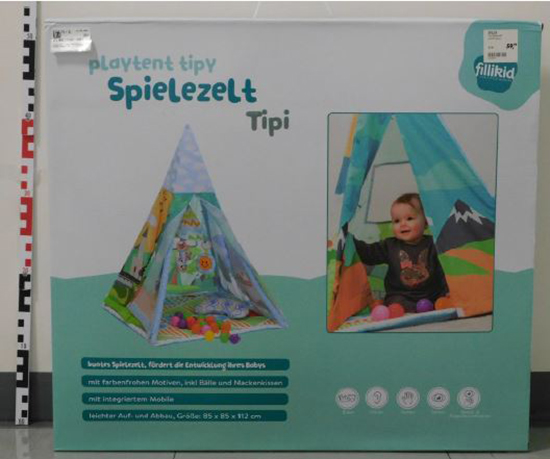 playtent tipy
Spielezelt
Tipi
fillikid
buntes Spielezelt, fördert die Entwicklung Ihres Babys
mit farbenfrohen Motiven, inkl Bälle und Nackenkissen
mit integriertem Mobile
leichter Auf- und Abbau, Größe: 85 x 85 x 112 cm